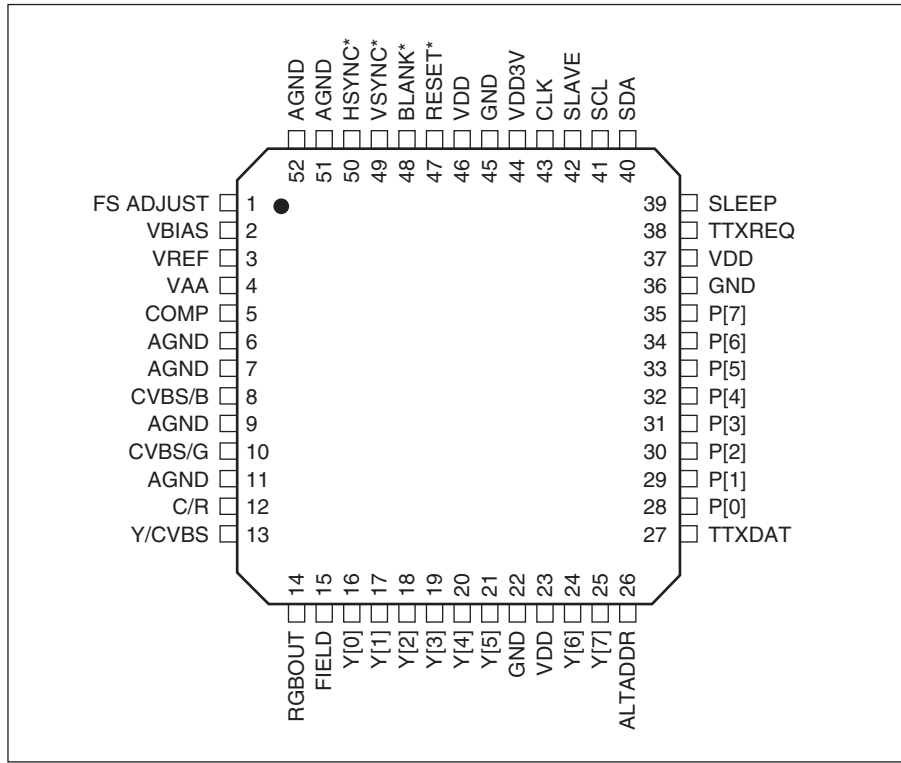 AGND
AGND
HSYNC*
VSYNC*
BLANK*
RESET*
VDD
GND
VDD3V
CLK
SLAVE
SCL
SDA
52
51
50
49
48
47
46
45
44
43
42
41
40
FS ADJUST 1
VBIAS 2
VREF 3
VAA 4
COMP 5
AGND 6
AGND 7
CVBS/B 8
AGND 9
CVBS/G 10
AGND 11
C/R 12
Y/CVBS 13
39 SLEEP
38 TTXREQ
37 VDD
36 GND
35 P[7]
34 P[6]
33 P[5]
32 P[4]
31 P[3]
30 P[2]
29 P[1]
28 P[0]
27 TTXDAT
14
15
16
17
18
19
20
21
22
23
24
25
26
RGBOUT
FIELD
Y[0]
Y[1]
Y[2]
Y[3]
Y[4]
Y[5]
GND
VDD
Y[6]
Y[7]
ALTADDR